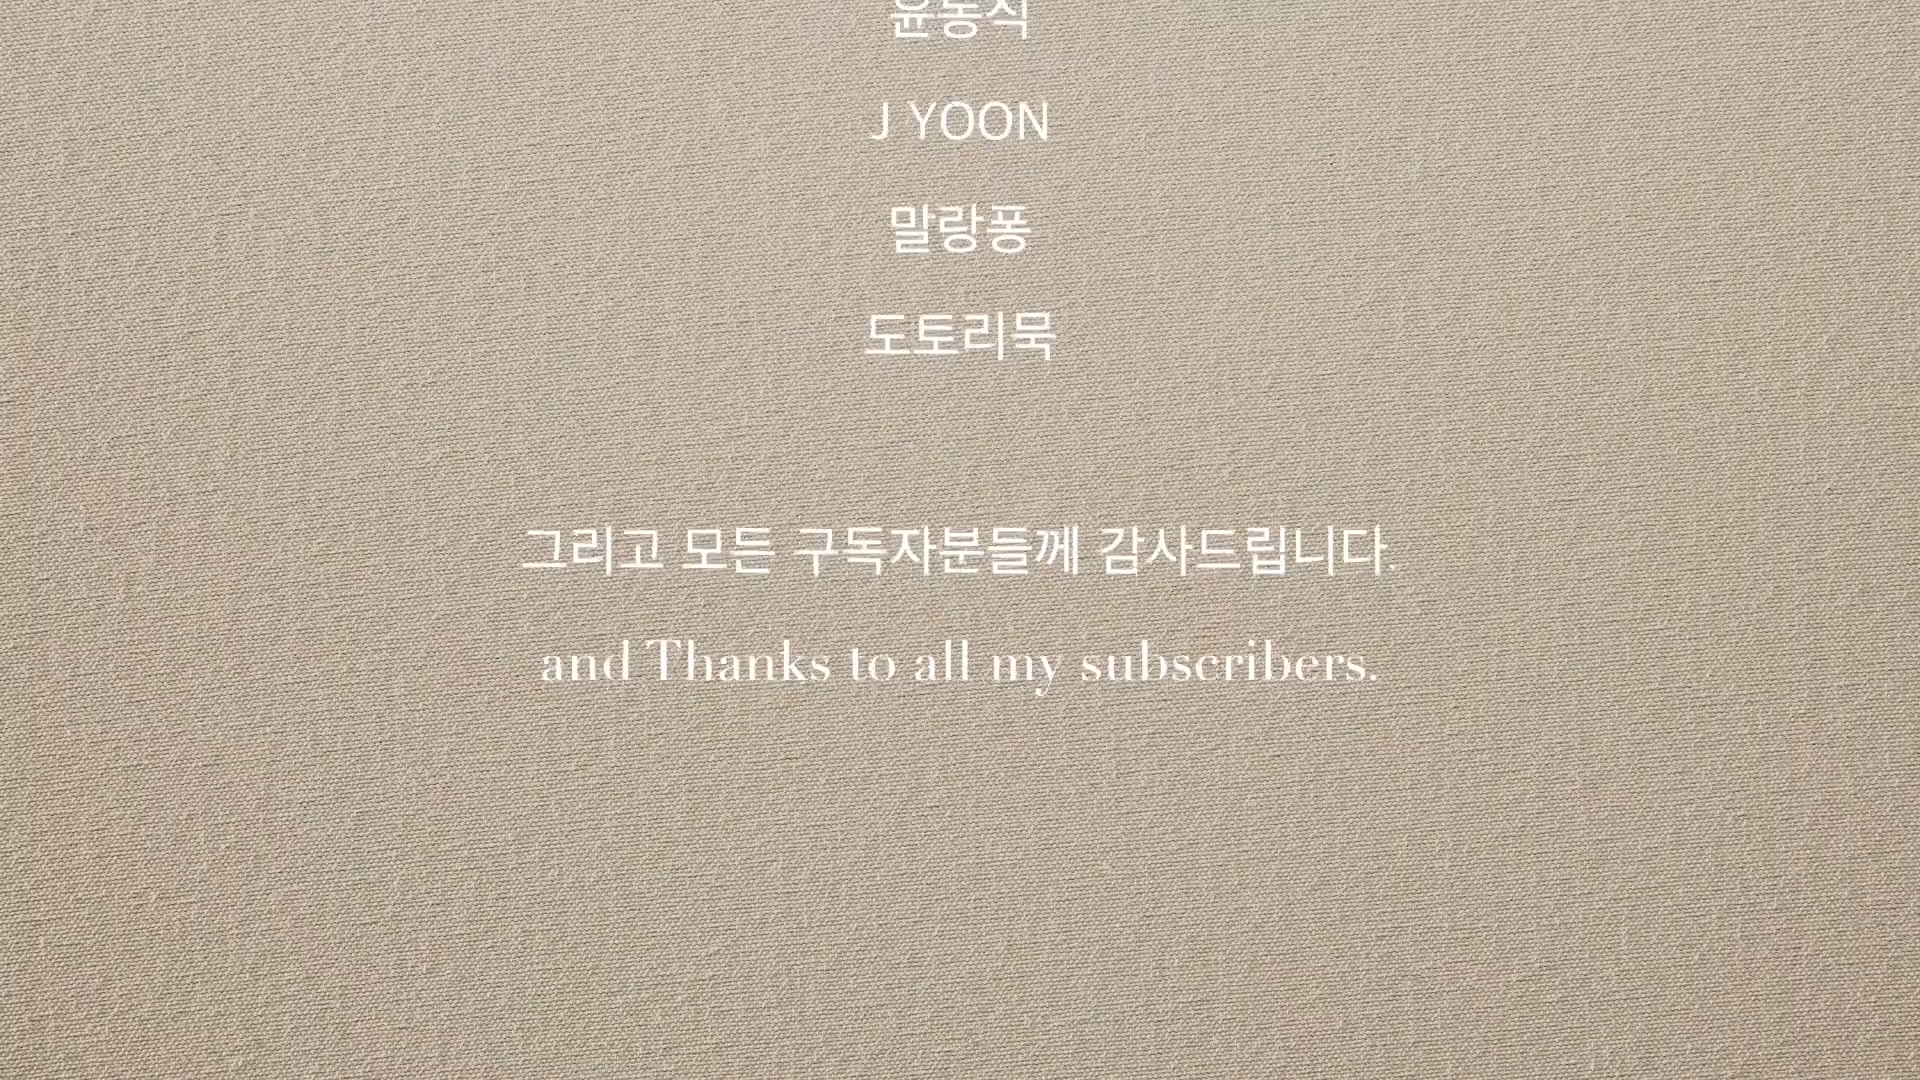 J YOON
말랑퐁
도토리묵
그리고 모든 구독자분들께 감사드립니다.
and Thanks to all my subscribers.